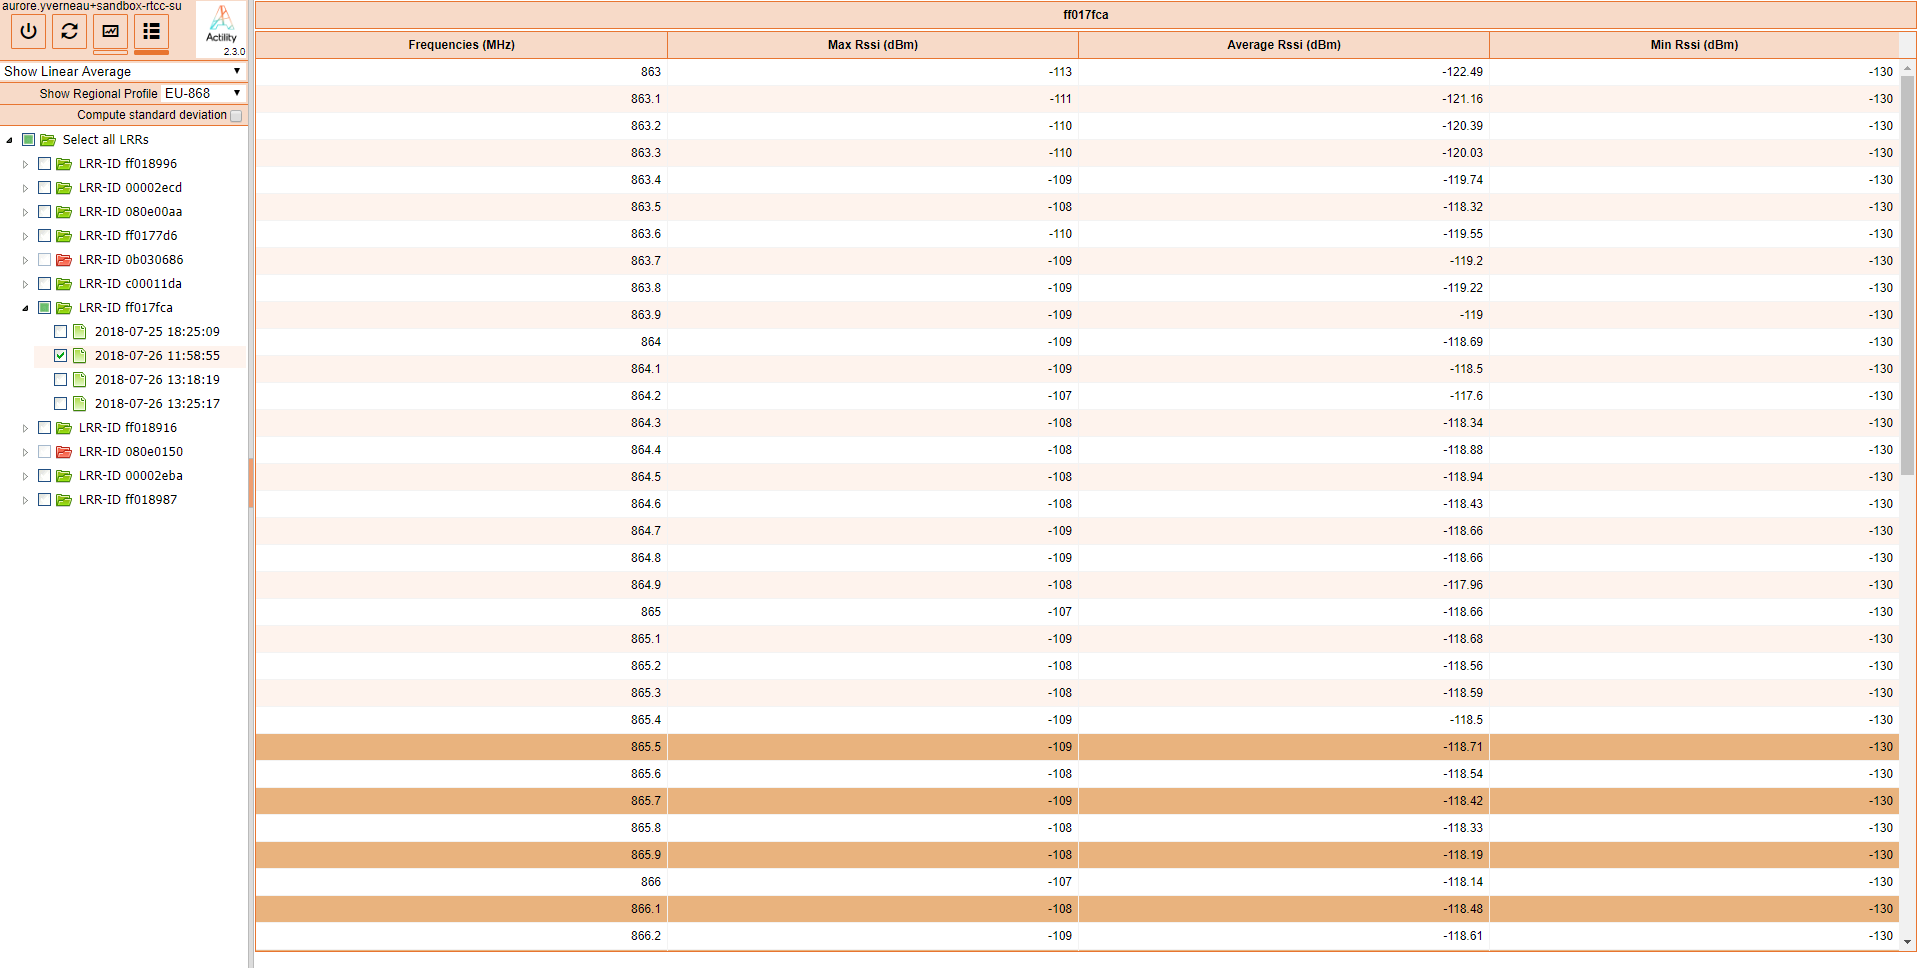 aurore.yverneau+sandbox-rtcc-su
Actility
2.3.0
Show Linear Average
Show Regional Profile EU-868
Compute standard deviation
Select all LRRs
LRR-ID ff018996
LRR-ID 00002ecd
LRR-ID 080e00aa
LRR-ID ff0177d6
LRR-ID 0b030686
LRR-ID c00011da
LRR-ID ff017fca
2018-07-25 18:25:09
2018-07-26 11:58:55
2018-07-26 13:18:19
2018-07-26 13:25:17
LRR-ID ff018916
LRR-ID 080e0150
LRR-ID 00002eba
LRR-ID ff018987
ff017fca
Frequencies (MHz) Max Rssi (dBm) Average Rssi (dBm) Min Rssi (dBm)
863 -113 -122.49 -130
863.1 -111 -121.16 -130
863.2 -110 -120.39 -130
863.3 -110 -120.03 -130
863.4 -109 -119.74 -130
863.5 -108 -118.32 -130
863.6 -110 -119.55 -130
863.7 -109 -119.2 -130
863.8 -109 -119.22 -130
863.9 -109 -119 -130
864 -109 -118.69 -130
864.1 -109 -118.5 -130
864.2 -107 -117.6 -130
864.3 -108 -118.34 -130
864.4 -108 -118.88 -130
864.5 -108 -118.94 -130
864.6 -108 -118.43 -130
864.7 -109 -118.66 -130
864.8 -109 -118.66 -130
864.9 -108 -117.96 -130
865 -107 -118.66 -130
865.1 -109 -118.68 -130
865.2 -108 -118.56 -130
865.3 -108 -118.59 -130
865.4 -109 -118.5 -130
865.5 -109 -118.71 -130
865.6 -108 -118.54 -130
865.7 -109 -118.42 -130
865.8 -108 -118.33 -130
865.9 -108 -118.19 -130
866 -107 -118.14 -130
866.1 -108 -118.48 -130
866.2 -109 -118.61 -130